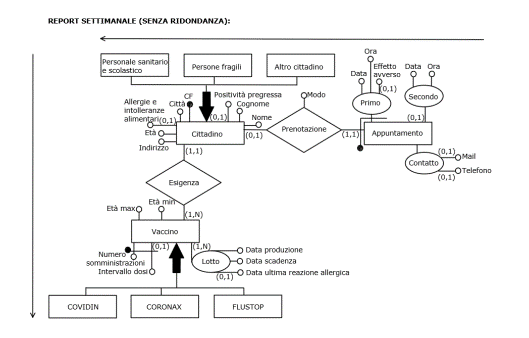 REPORT SETTIMANALE (SENZA RIDONDANZA):
Personale sanitario
e scolastico
Persone fragili
Altro cittadino
Ora
Data
Effetto
avverso
(0,1)
Data
Ora
Primo
Secondo
(0,1)
Allergie e
intolleranze
alimentari
(0,1)
Città
CF
Positività pregressa
(0,1)
Cognome
Nome
Modo
Età
Indirizzo
Cittadino
(0,1)
Prenotazione
(1,1)
Appuntamento
(1,1)
Contatto
(0,1)
Mail
Telefono
(0,1)
Esigenza
Età max
Età min
(1,N)
Vaccino
Numero
somministrazioni
(0,1)
Intervallo dosi
(1,N)
Lotto
(0,1)
Data produzione
Data scadenza
Data ultima reazione allergica
COVIDIN
CORONAX
FLUSTOP